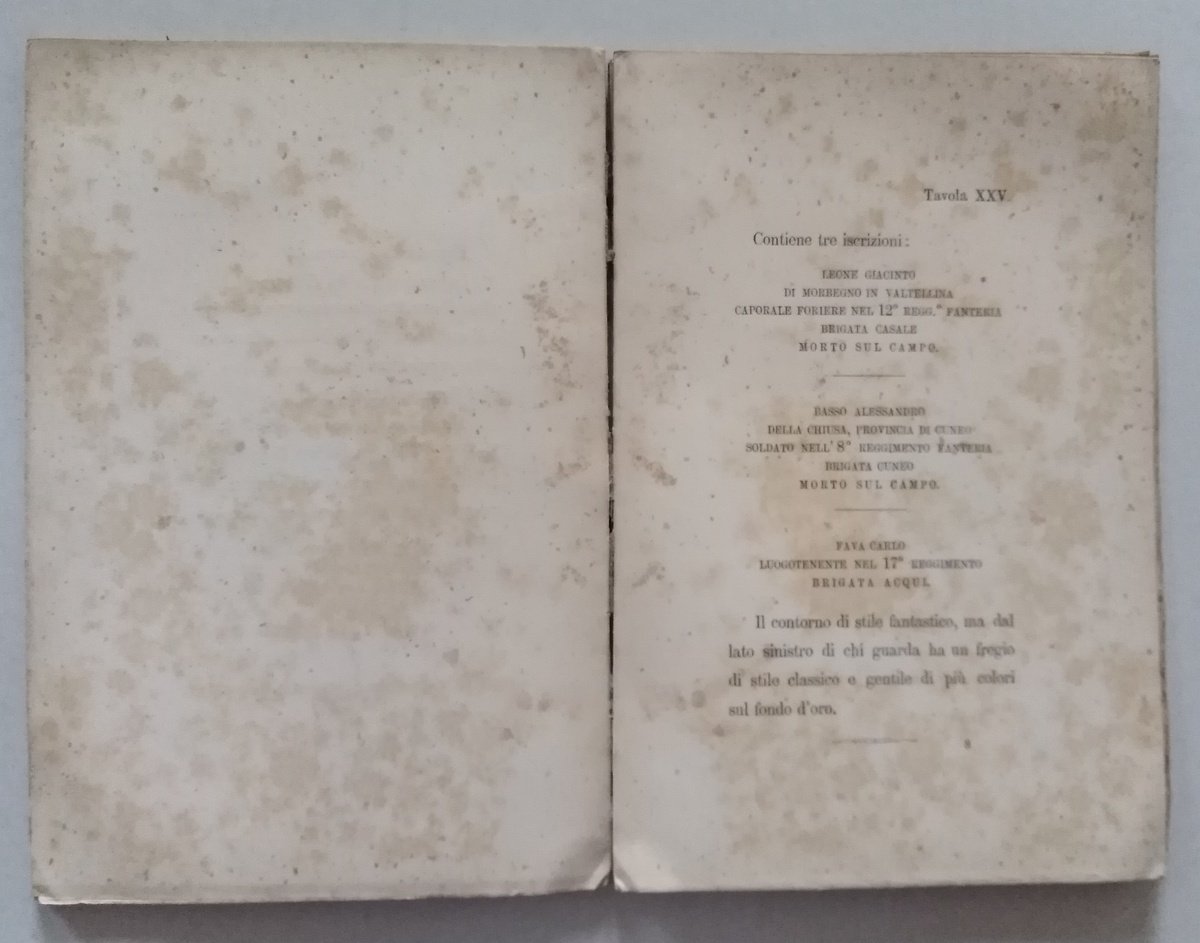 Tavola XXV.
Contiene tre iscrizioni:
LEONE GIACINTO
DI MORBEGNO IN VALTELLINA
CAPORALE FORIERE NEL 12° REGG.° FANTERIA
BRIGATA CASALE
MORTO SUL CAMPO.
BASSO ALESSANDRO
DELLA CHIUSA, PROVINCIA DI CUNEO
SOLDATO NELL' 8° REGGIMENTO FANTERIA
BRIGATA CUNEO
MORTO SUL CAMPO.
FAVA CARLO
LUOGOTENENTE NEL 17° REGGIMENTO
BRIGATA ACQUI.
Il contorno di stile fantastico, ma dal
lato sinistro di chi guarda ha un fregio
di stile classico e gentile di più colori
sul fondo d'oro.
8